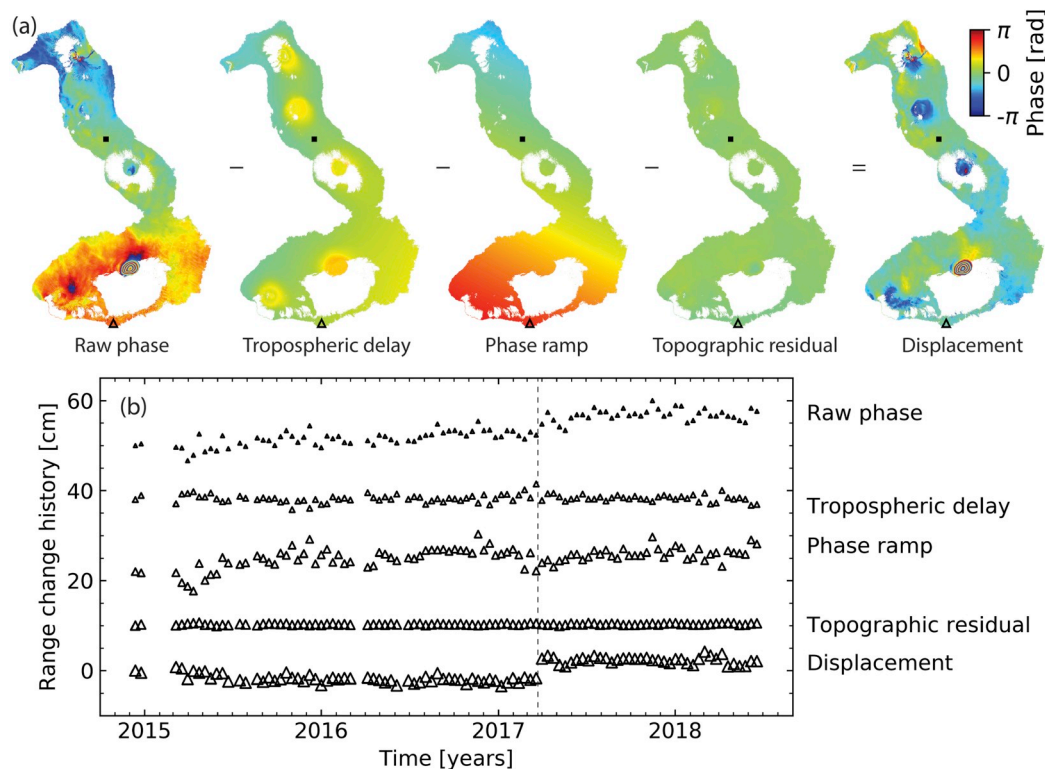 (a)
π
0
-π
Phase [rad]
− − − =
Raw phase Tropospheric delay Phase ramp Topographic residual Displacement
(b)
60
40
20
0
Range change history [cm]
Raw phase
Tropospheric delay
Phase ramp
Topographic residual
Displacement
2015 2016 2017 2018
Time [years]